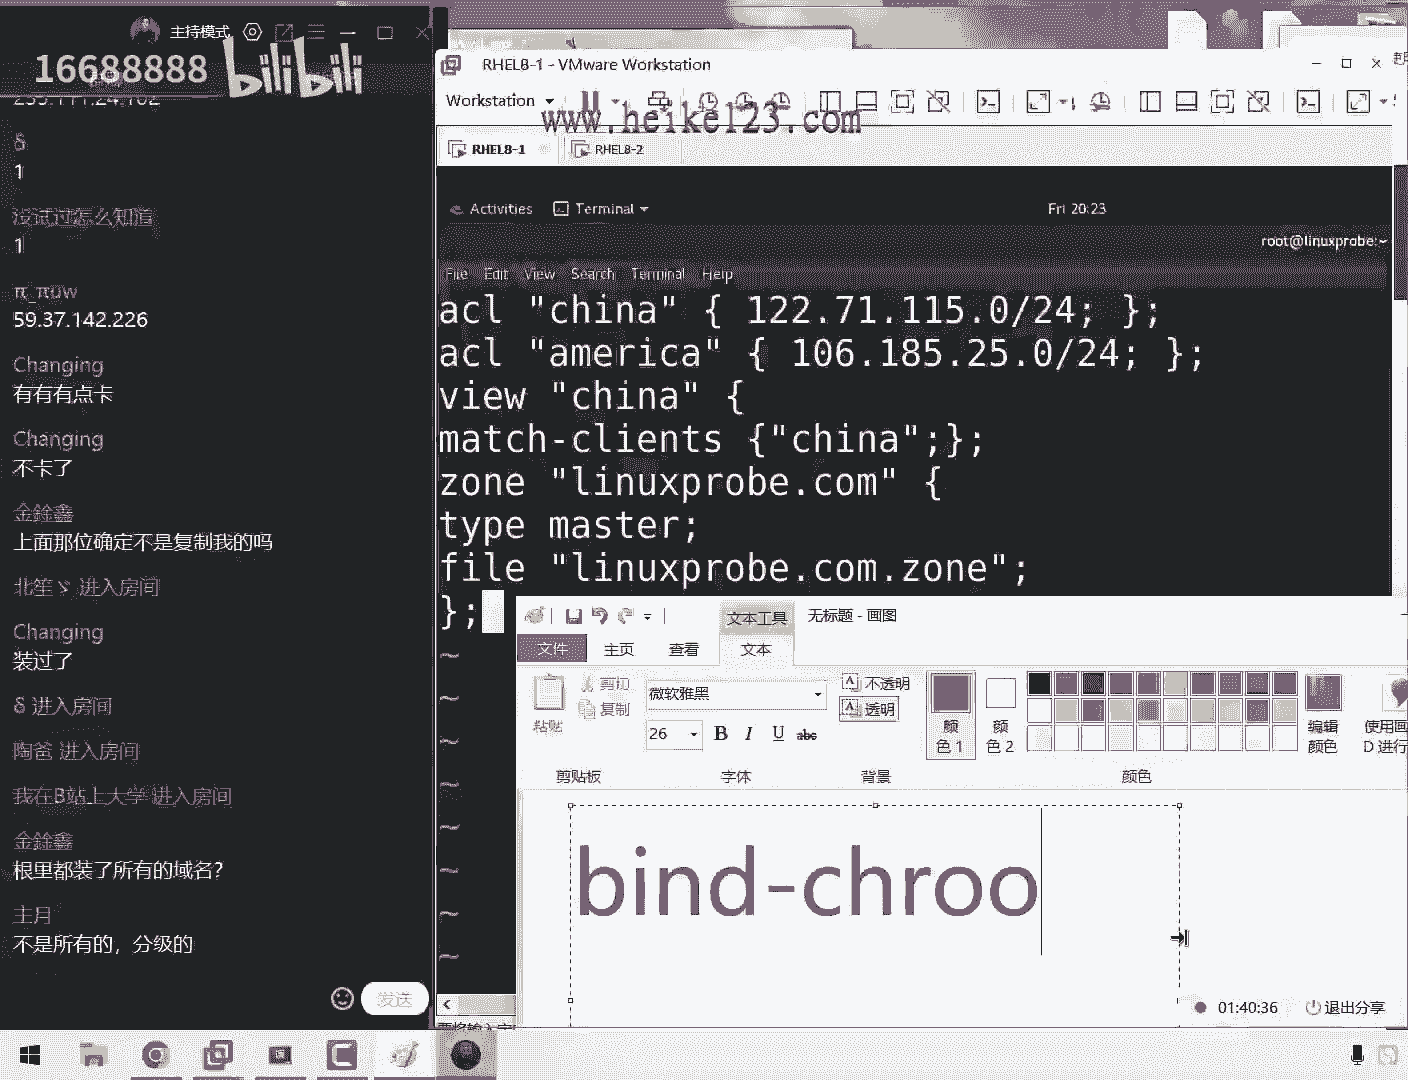 主持模式
16688888
bilibili
235.111.24.102
δ
1
没试过怎么知道
1
π_πüw
59.37.142.226
Changing
有有有点卡
Changing
不卡了
金銓鑫
上面那位确定不是复制我的吗
北笙ゞ 进入房间
Changing
装过了
δ 进入房间
陶爸 进入房间
我在B站上大学 进入房间
金銓鑫
根里都装了所有的域名?
主月
不是所有的，分级的
发送
RHEL8-1 - VMware Workstation
Workstation
www.heike123.com
RHEL8-1
RHEL8-2
Activities
Terminal
Fri 20:23
root@linuxprobe:~
File Edit View Search Terminal Help
acl "china" { 122.71.115.0/24; };
acl "america" { 106.185.25.0/24; };
view "china" {
match-clients {"china";};
zone "linuxprobe.com" {
type master;
file "linuxprobe.com.zone";
};
~
~
~
~
~
~
~
~
文本工具
无标题 - 画图
文件 主页 查看 文本
粘贴
剪切
复制
剪贴板
微软雅黑
26
B I U abc
字体
不透明
透明
背景
颜色 1
颜色 2
颜色
编辑颜色
使用画
D 进行
bind-chroo
01:40:36
退出分享